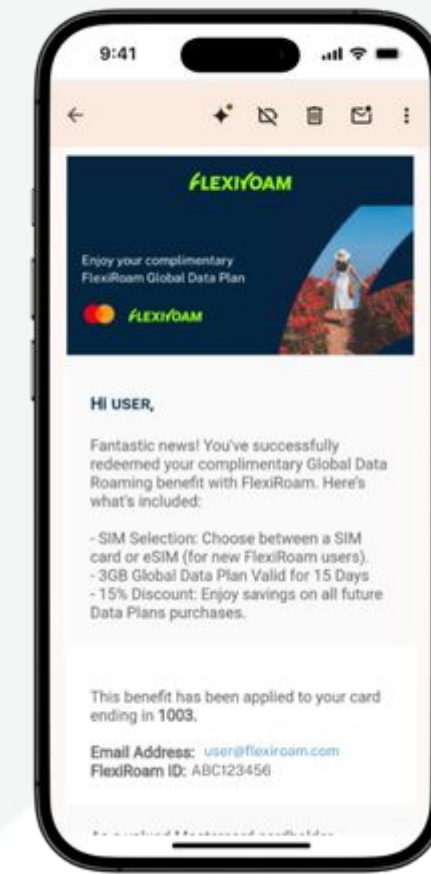 9:41
FLEXIROAM
Enjoy your complimentary
FlexiRoam Global Data Plan
FLEXIROAM
Hi USER,
Fantastic news! You've successfully
redeemed your complimentary Global Data
Roaming benefit with FlexiRoam. Here's
what's included:
- SIM Selection: Choose between a SIM
card or eSIM (for new FlexiRoam users).
- 3GB Global Data Plan Valid for 15 Days
- 15% Discount: Enjoy savings on all future
Data Plans purchases.
This benefit has been applied to your card
ending in 1003.
Email Address: user@flexiroam.com
FlexiRoam ID: ABC123456